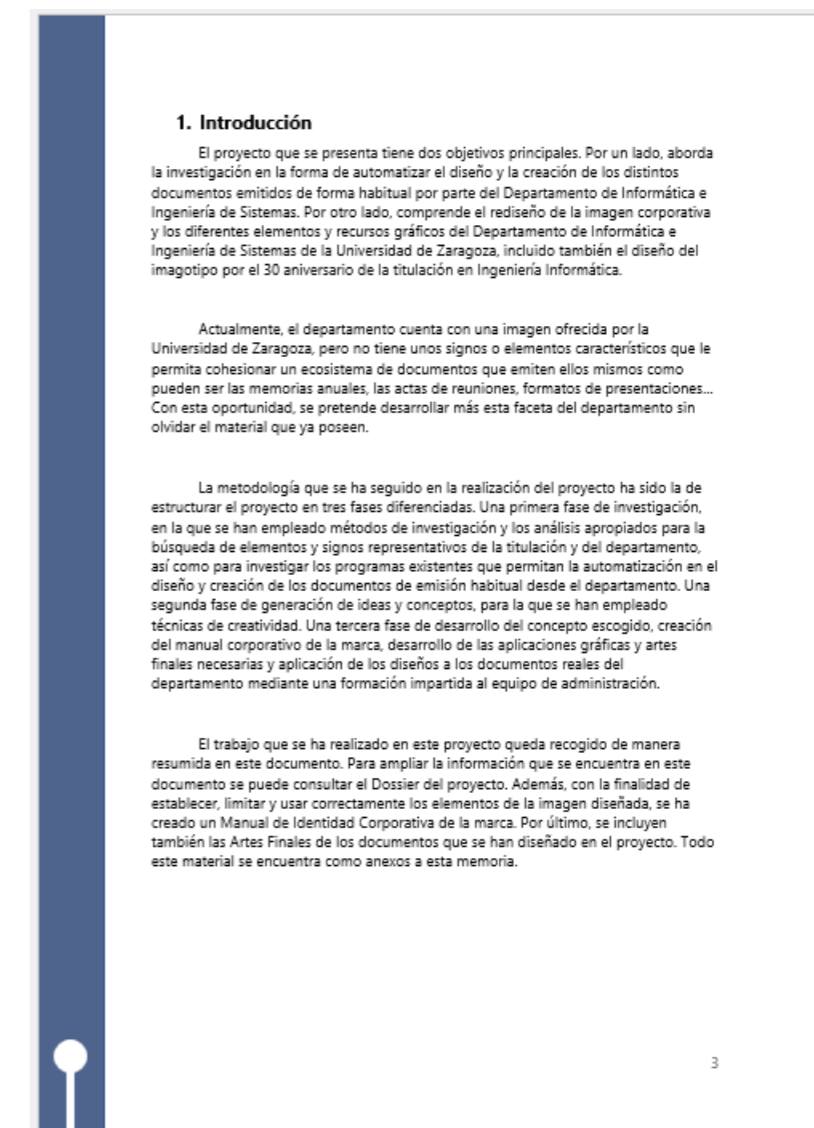 1. Introducción
El proyecto que se presenta tiene dos objetivos principales. Por un lado, aborda
la investigación en la forma de automatizar el diseño y la creación de los distintos
documentos emitidos de forma habitual por parte del Departamento de Informática e
Ingeniería de Sistemas. Por otro lado, comprende el rediseño de la imagen corporativa
y los diferentes elementos y recursos gráficos del Departamento de Informática e
Ingeniería de Sistemas de la Universidad de Zaragoza, incluido también el diseño del
imagotipo por el 30 aniversario de la titulación en Ingeniería Informática.
Actualmente, el departamento cuenta con una imagen ofrecida por la
Universidad de Zaragoza, pero no tiene unos signos o elementos característicos que le
permita cohesionar un ecosistema de documentos que emiten ellos mismos como
pueden ser las memorias anuales, las actas de reuniones, formatos de presentaciones...
Con esta oportunidad, se pretende desarrollar más esta faceta del departamento sin
olvidar el material que ya poseen.
La metodología que se ha seguido en la realización del proyecto ha sido la de
estructurar el proyecto en tres fases diferenciadas. Una primera fase de investigación,
en la que se han empleado métodos de investigación y los análisis apropiados para la
búsqueda de elementos y signos representativos de la titulación y del departamento,
así como para investigar los programas existentes que permitan la automatización en el
diseño y creación de los documentos de emisión habitual desde el departamento. Una
segunda fase de generación de ideas y conceptos, para la que se han empleado
técnicas de creatividad. Una tercera fase de desarrollo del concepto escogido, creación
del manual corporativo de la marca, desarrollo de las aplicaciones gráficas y artes
finales necesarias y aplicación de los diseños a los documentos reales del
departamento mediante una formación impartida al equipo de administración.
El trabajo que se ha realizado en este proyecto queda recogido de manera
resumida en este documento. Para ampliar la información que se encuentra en este
documento se puede consultar el Dossier del proyecto. Además, con la finalidad de
establecer, limitar y usar correctamente los elementos de la imagen diseñada, se ha
creado un Manual de Identidad Corporativa de la marca. Por último, se incluyen
también las Artes Finales de los documentos que se han diseñado en el proyecto. Todo
este material se encuentra como anexos a esta memoria.
3